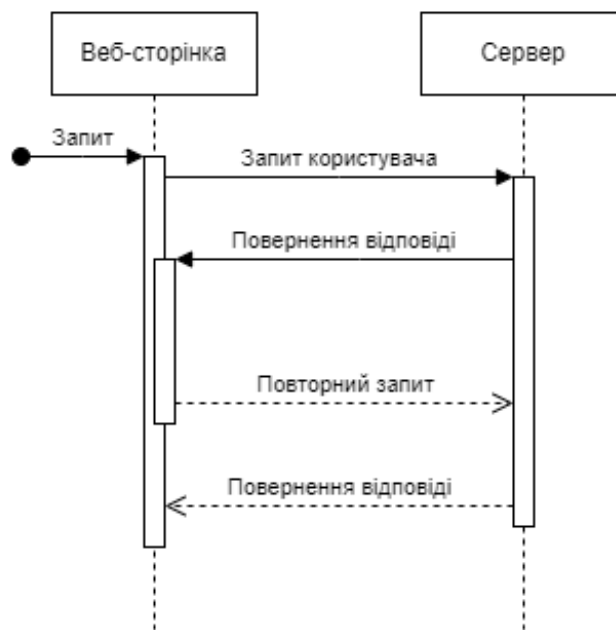 Веб-сторінка
Сервер
Запит
Запит користувача
Повернення відповіді
Повторний запит
Повернення відповіді